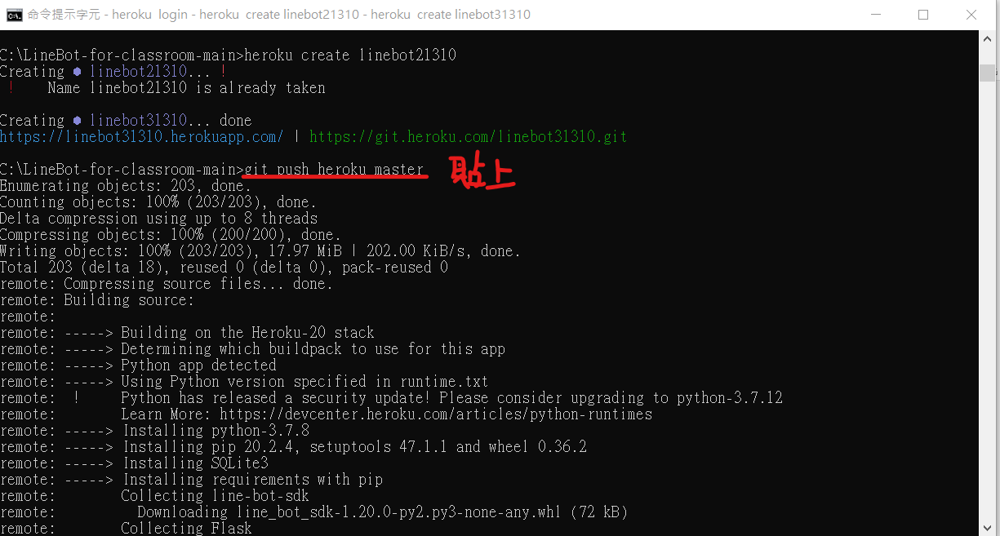 命令提示字元 - heroku login - heroku create linebot21310 - heroku create linebot31310
C:\LineBot-for-classroom-main>heroku create linebot21310
Creating ⬢ linebot21310... !
 !    Name linebot21310 is already taken
Creating ⬢ linebot31310... done
https://linebot31310.herokuapp.com/ | https://git.heroku.com/linebot31310.git
C:\LineBot-for-classroom-main>git push heroku master 貼上
Enumerating objects: 203, done.
Counting objects: 100% (203/203), done.
Delta compression using up to 8 threads
Compressing objects: 100% (200/200), done.
Writing objects: 100% (203/203), 17.97 MiB | 202.00 KiB/s, done.
Total 203 (delta 18), reused 0 (delta 0), pack-reused 0
remote: Compressing source files... done.
remote: Building source:
remote:
remote: -----> Building on the Heroku-20 stack
remote: -----> Determining which buildpack to use for this app
remote: -----> Python app detected
remote: -----> Using Python version specified in runtime.txt
remote:  !     Python has released a security update! Please consider upgrading to python-3.7.12
remote:        Learn More: https://devcenter.heroku.com/articles/python-runtimes
remote: -----> Installing python-3.7.8
remote: -----> Installing pip 20.2.4, setuptools 47.1.1 and wheel 0.36.2
remote: -----> Installing SQLite3
remote: -----> Installing requirements with pip
remote:        Collecting line-bot-sdk
remote:          Downloading line_bot_sdk-1.20.0-py2.py3-none-any.whl (72 kB)
remote:        Collecting Flask